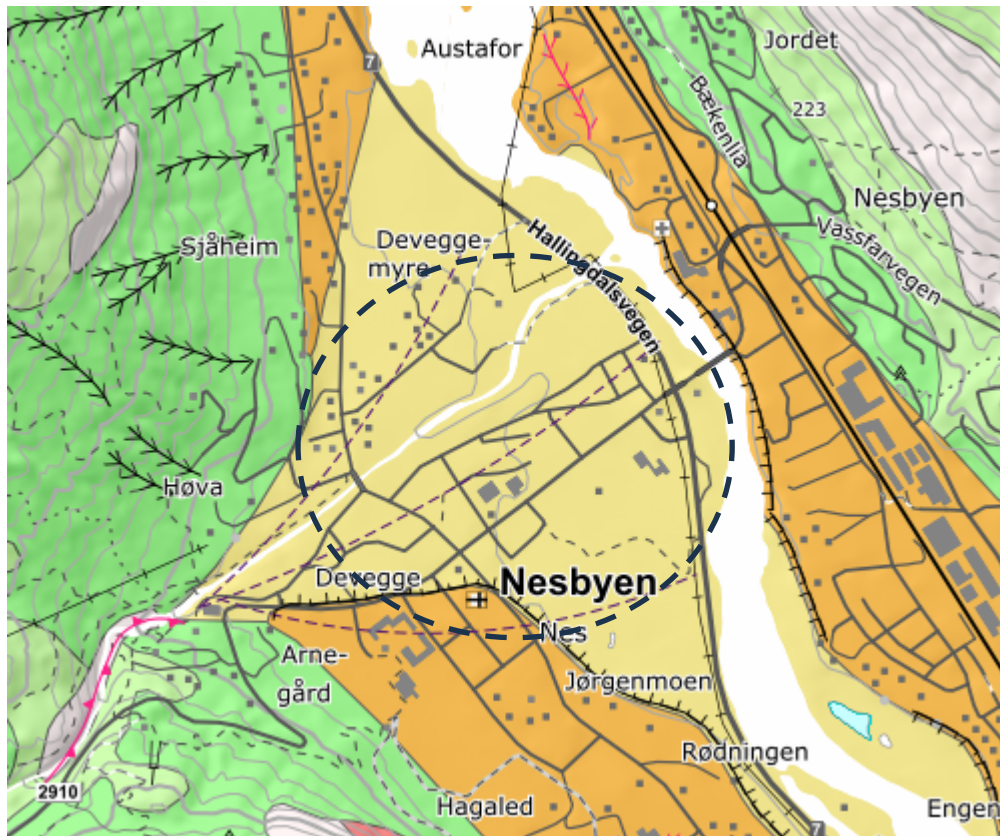 Austafor
Jordet
7
Bækenlia
223
Nesbyen
Vassfarvegen
Sjåheim
Devegge-
myre
Hallingdalsvegen
Høva
Devegge
Nesbyen
Nes
Arne-
gård
Jørgenmoen
Rødningen
2910
Hagaled
Engen
7